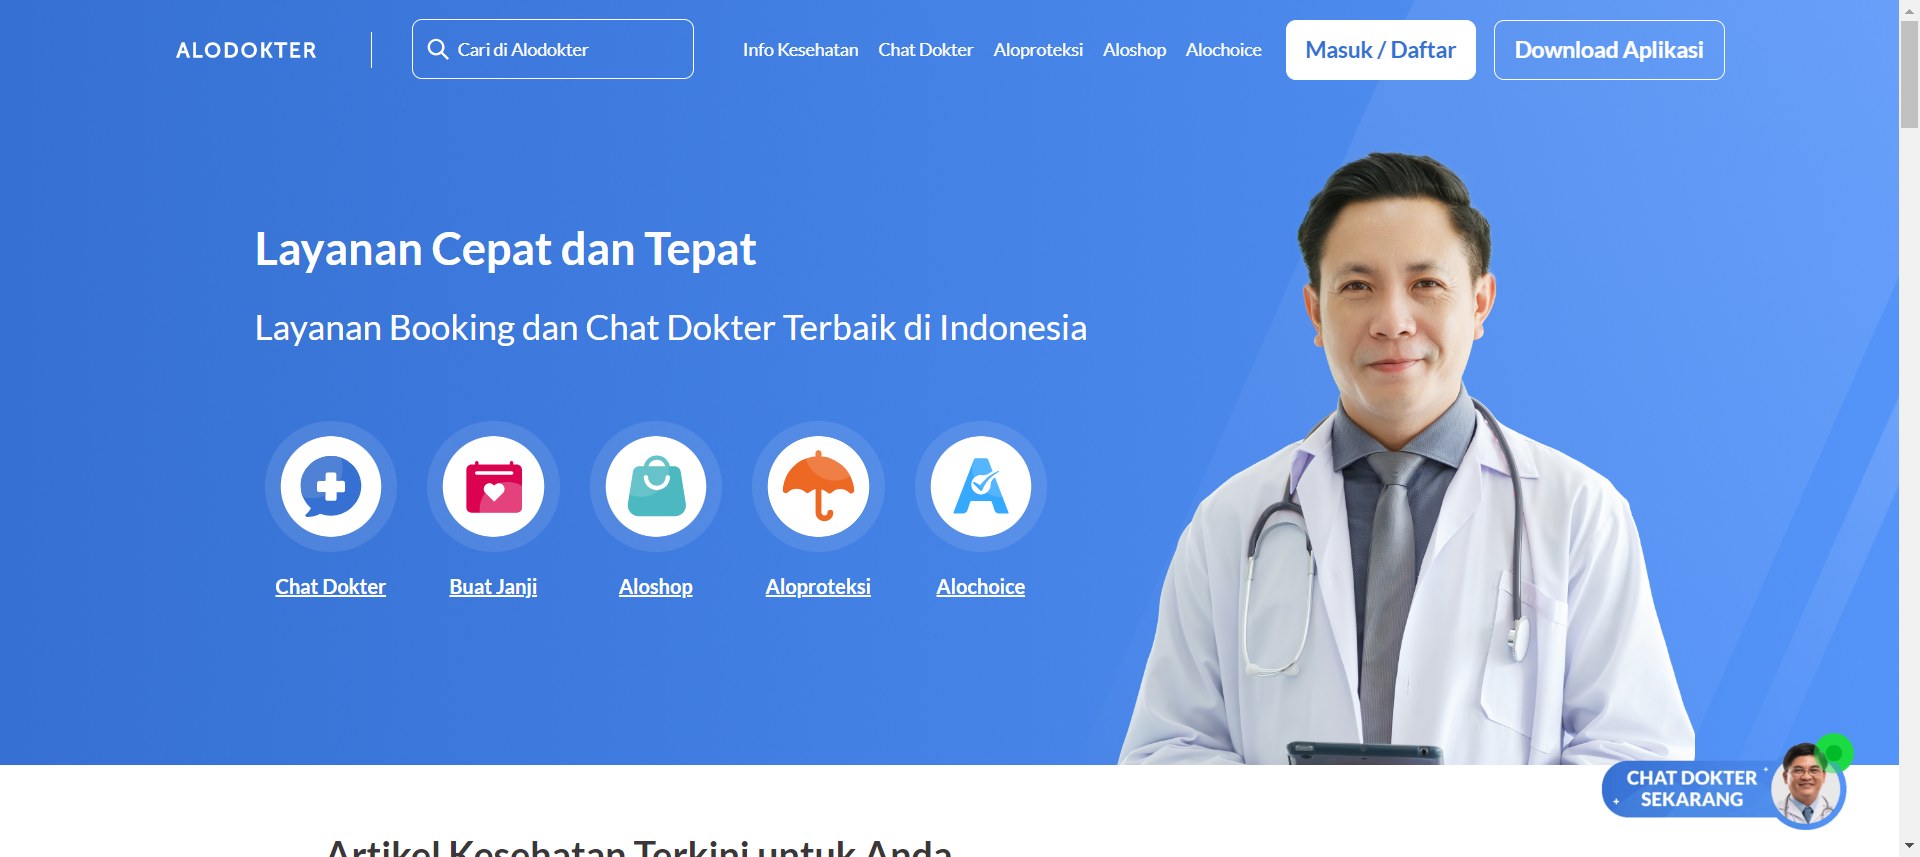 ALODOKTER
Cari di Alodokter
Info Kesehatan
Chat Dokter
Aloproteksi
Aloshop
Alochoice
Masuk / Daftar
Download Aplikasi
Layanan Cepat dan Tepat
Layanan Booking dan Chat Dokter Terbaik di Indonesia
Chat Dokter
Buat Janji
Aloshop
Aloproteksi
Alochoice
CHAT DOKTER
SEKARANG
Artikel Kesehatan Terkini untuk Anda